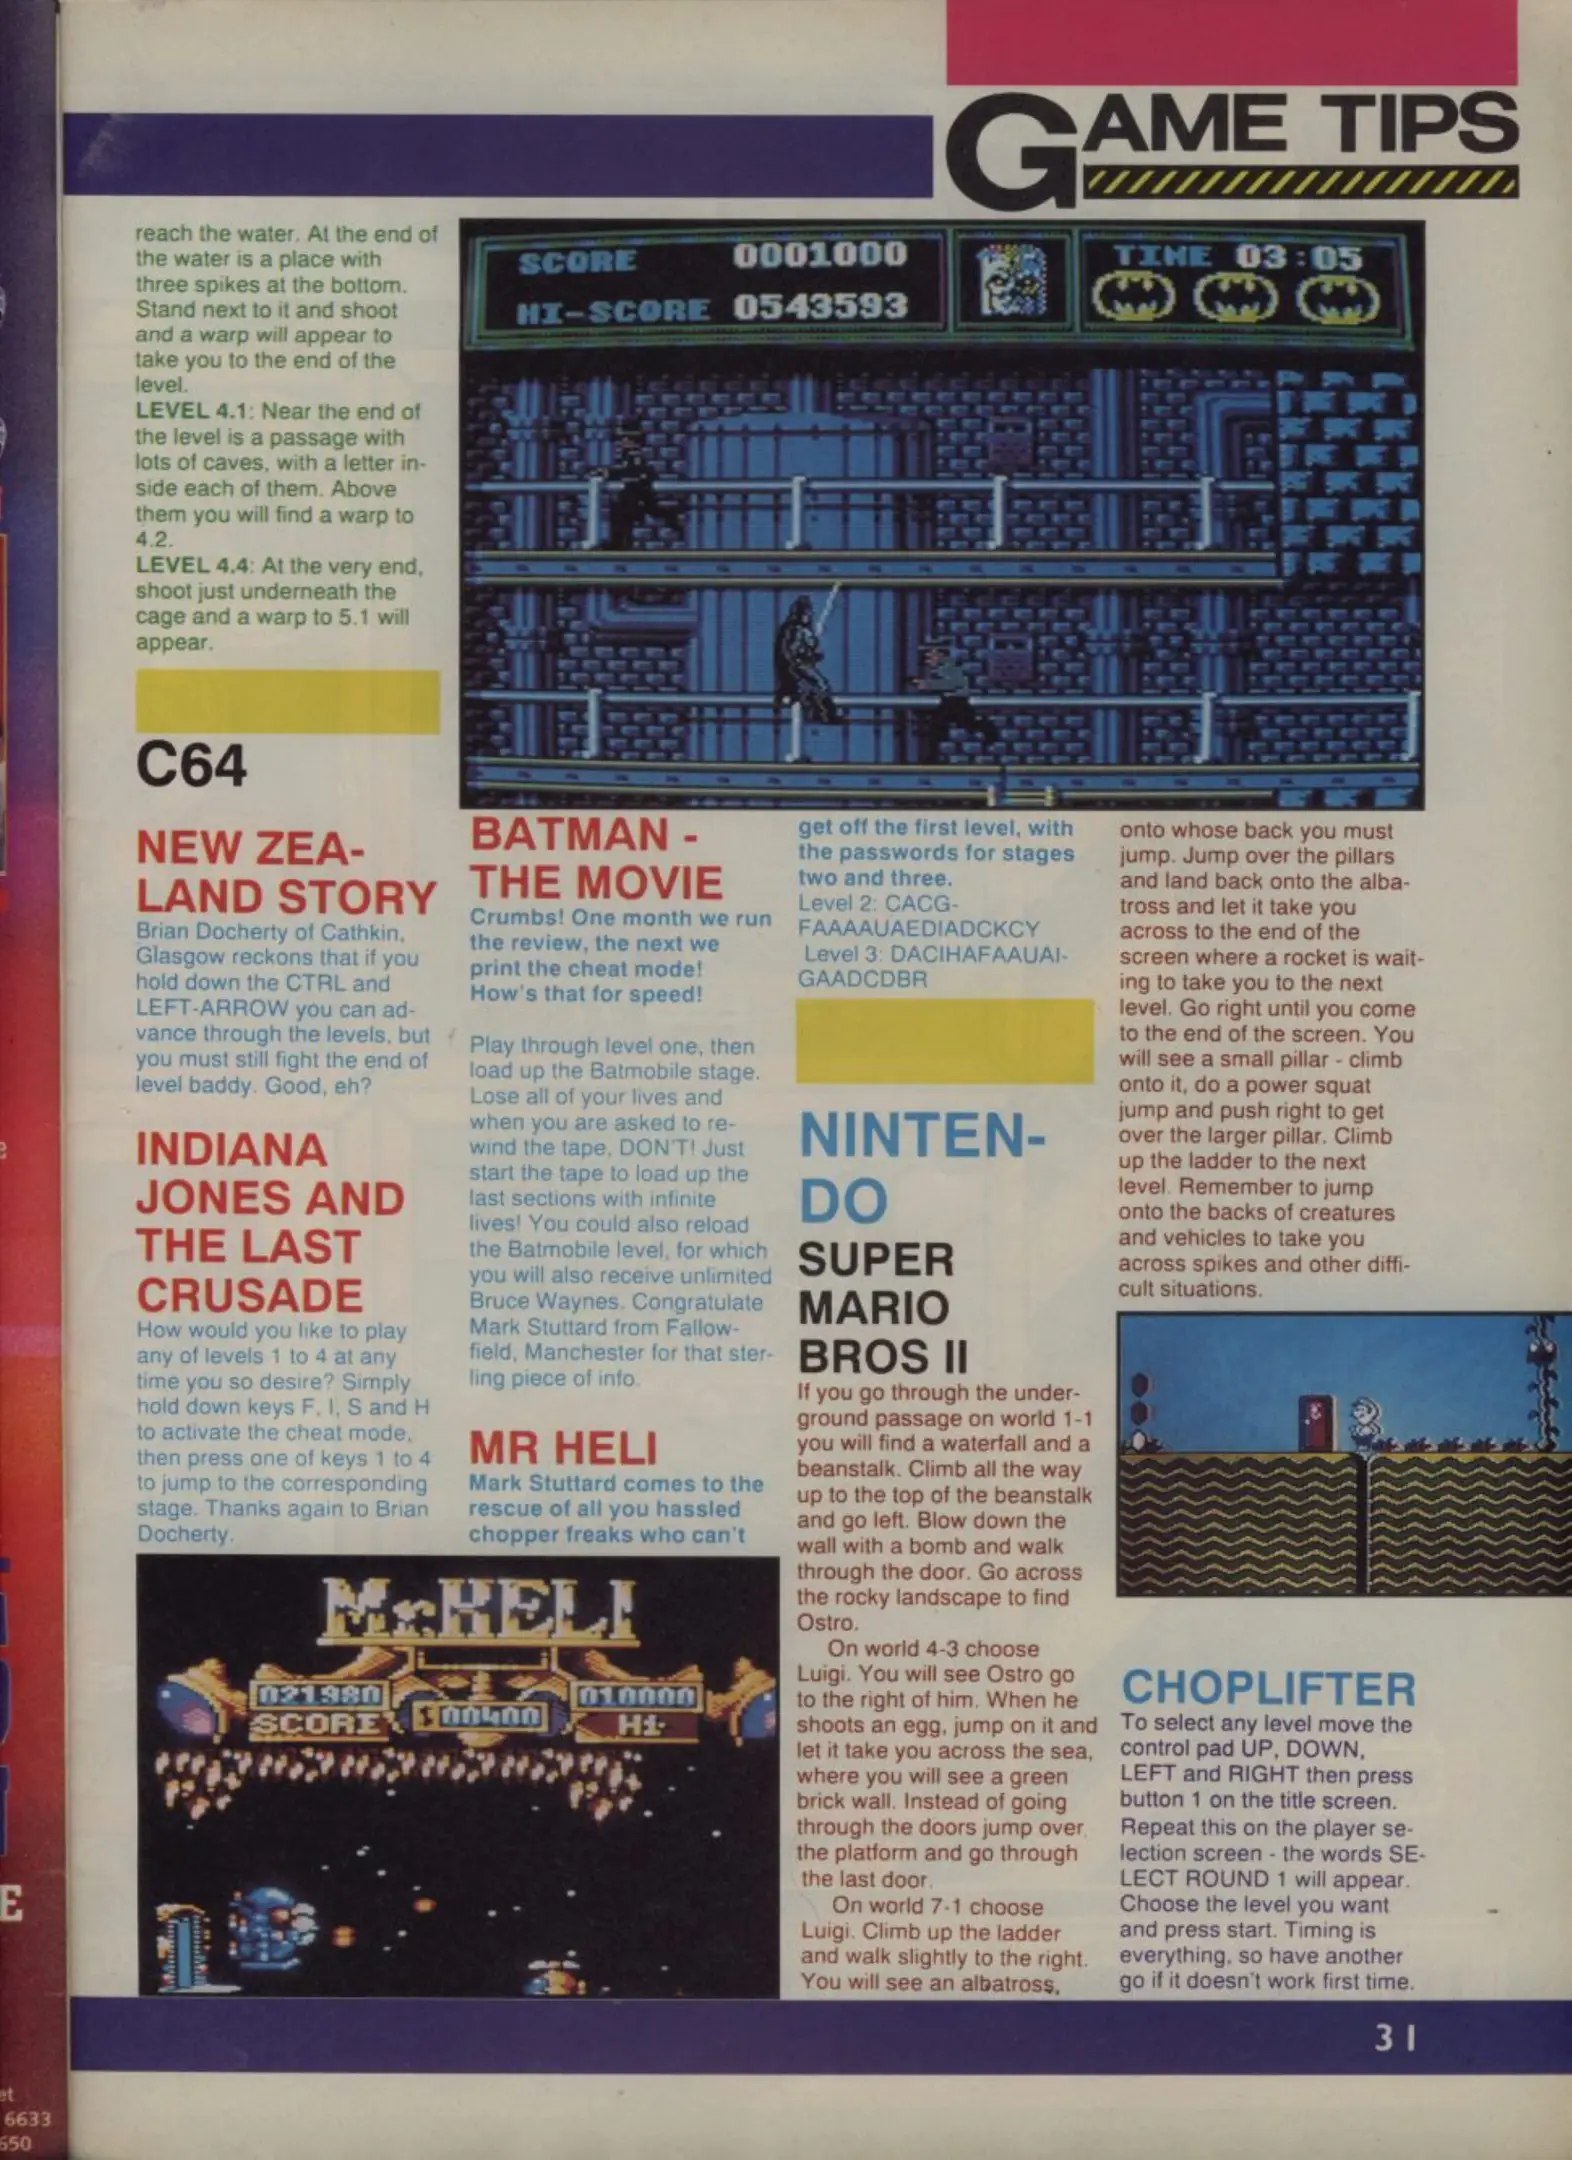 GAME TIPS
reach the water. At the end of
the water is a place with
three spikes at the bottom.
Stand next to it and shoot
and a warp will appear to
take you to the end of the
level.
LEVEL 4.1: Near the end of
the level is a passage with
lots of caves, with a letter in-
side each of them. Above
them you will find a warp to
4.2.
LEVEL 4.4: At the very end,
shoot just underneath the
cage and a warp to 5.1 will
appear.
C64
NEW ZEA-
LAND STORY
Brian Docherty of Cathkin,
Glasgow reckons that if you
hold down the CTRL and
LEFT-ARROW you can ad-
vance through the levels, but
you must still fight the end of
level baddy. Good, eh?
INDIANA
JONES AND
THE LAST
CRUSADE
How would you like to play
any of levels 1 to 4 at any
time you so desire? Simply
hold down keys F, I, S and H
to activate the cheat mode,
then press one of keys 1 to 4
to jump to the corresponding
stage. Thanks again to Brian
Docherty.
Mr.HELI
021980
SCORE
00400
010000
Hi-
SCORE 0001000
HI-SCORE 0543593
TIME 03:05
BATMAN -
THE MOVIE
Crumbs! One month we run
the review, the next we
print the cheat mode!
How's that for speed!
Play through level one, then
load up the Batmobile stage.
Lose all of your lives and
when you are asked to re-
wind the tape, DON'T! Just
start the tape to load up the
last sections with infinite
lives! You could also reload
the Batmobile level, for which
you will also receive unlimited
Bruce Waynes. Congratulate
Mark Stuttard from Fallow-
field, Manchester for that ster-
ling piece of info.
MR HELI
Mark Stuttard comes to the
rescue of all you hassled
chopper freaks who can't
get off the first level, with
the passwords for stages
two and three.
Level 2: CACG-
FAAAAUAEDIADCKCY
Level 3: DACIHAFAAUAI-
GAADCDBR
NINTEN-
DO
SUPER
MARIO
BROS II
If you go through the under-
ground passage on world 1-1
you will find a waterfall and a
beanstalk. Climb all the way
up to the top of the beanstalk
and go left. Blow down the
wall with a bomb and walk
through the door. Go across
the rocky landscape to find
Ostro.
On world 4-3 choose
Luigi. You will see Ostro go
to the right of him. When he
shoots an egg, jump on it and
let it take you across the sea,
where you will see a green
brick wall. Instead of going
through the doors jump over
the platform and go through
the last door.
On world 7-1 choose
Luigi. Climb up the ladder
and walk slightly to the right.
You will see an albatross,
onto whose back you must
jump. Jump over the pillars
and land back onto the alba-
tross and let it take you
across to the end of the
screen where a rocket is wait-
ing to take you to the next
level. Go right until you come
to the end of the screen. You
will see a small pillar - climb
onto it, do a power squat
jump and push right to get
over the larger pillar. Climb
up the ladder to the next
level. Remember to jump
onto the backs of creatures
and vehicles to take you
across spikes and other diffi-
cult situations.
CHOPLIFTER
To select any level move the
control pad UP, DOWN,
LEFT and RIGHT then press
button 1 on the title screen.
Repeat this on the player se-
lection screen - the words SE-
LECT ROUND 1 will appear.
Choose the level you want
and press start. Timing is
everything, so have another
go if it doesn't work first time.
31
E
et
6633
650